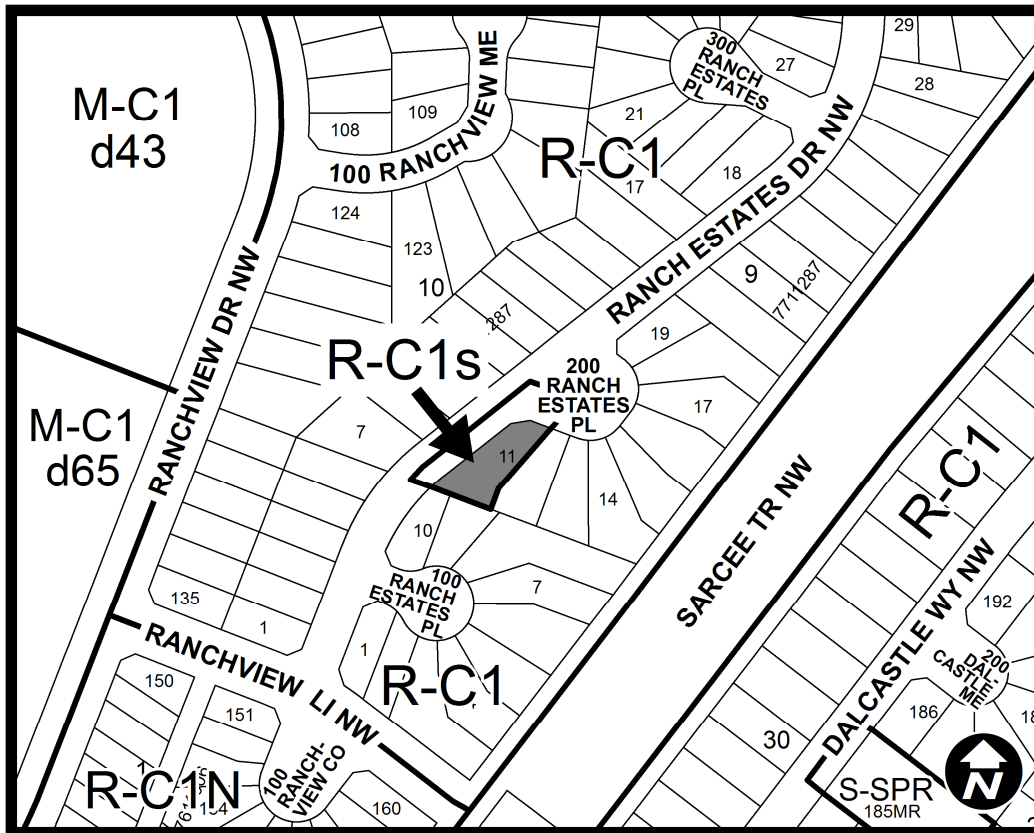 M-C1
d43
108
109
100 RANCHVIEW ME
300
RANCH
ESTATES
PL
27
29
28
21
R-C1
17
18
124
123
10
287
RANCH ESTATES DR NW
9
7711287
RANCHVIEW DR NW
R-C1s
19
200
RANCH
ESTATES
PL
17
M-C1
d65
7
11
14
10
SARCEE TR NW
R-C1
100
RANCH
ESTATES
PL
7
135
1
1
R-C1
RANCHVIEW LI NW
DALCASTLE WY NW
192
200
DAL-
CASTLE
ME
186
150
151
100
RANCH-
VIEW CO
R-C1N
160
30
S-SPR
185MR
N